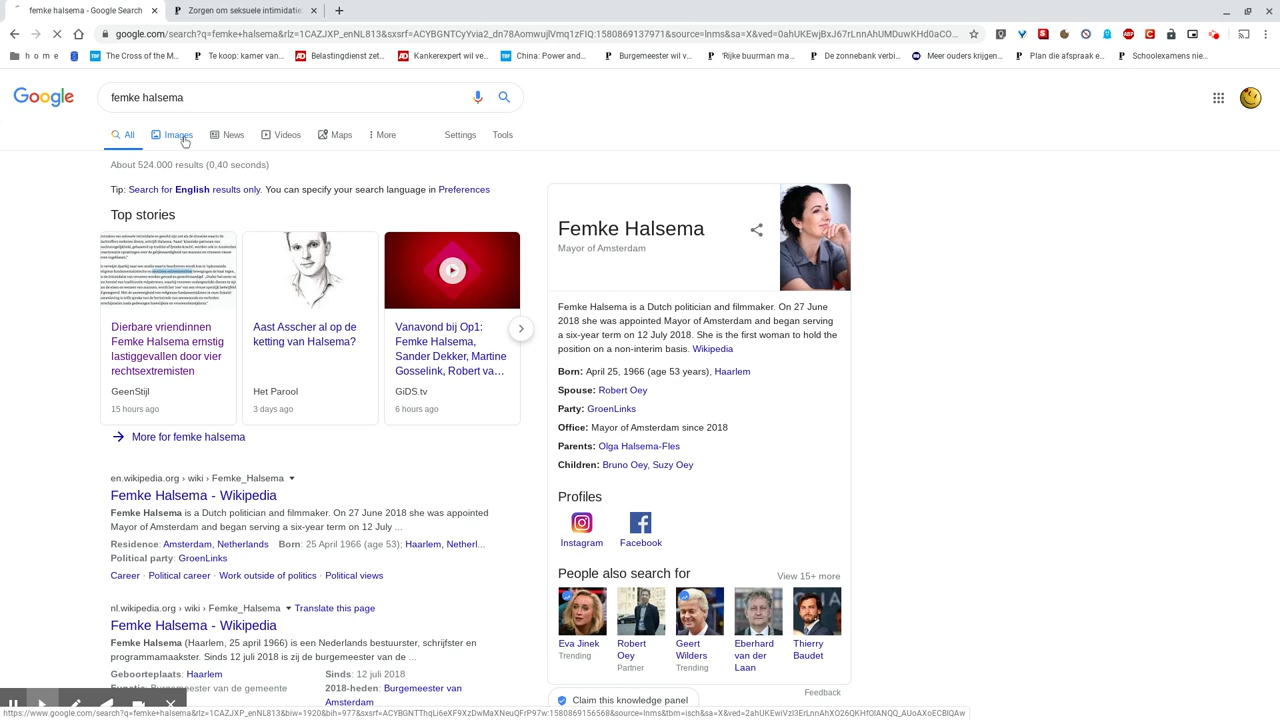 femke halsema - Google Search
Zorgen om seksuele intimidatie
google.com/search?q=femke+halsema&rlz=1CAZJXP_enNL813&sxsrf=ACYBGNTCyYvia2_dn78AomwujlVmq1zFIQ:1580869137971&source=lnms&sa=X&ved=0ahUKEwjBxJ67rLnnAhUMDuwKHd0aCO...
h o m e
The Cross of the M...
Te koop: kamer van...
Belastingdienst zet...
Kankerexpert wil ve...
China: Power and...
Burgemeester wil v...
'Rijke buurman ma...
De zonnebank verbi...
Meer ouders krijgen...
Plan die afspraak e...
Schoolexamens nie...
Google
femke halsema
All
Images
News
Videos
Maps
More
Settings
Tools
About 524.000 results (0,40 seconds)
Tip: Search for English results only. You can specify your search language in Preferences
Top stories
Dierbare vriendinnen
Femke Halsema ernstig
lastiggevallen door vier
rechtsextremisten
GeenStijl
15 hours ago
Aast Asscher al op de
ketting van Halsema?
Het Parool
3 days ago
Vanavond bij Op1:
Femke Halsema,
Sander Dekker, Martine
Gosselink, Robert va...
GiDS.tv
6 hours ago
More for femke halsema
en.wikipedia.org › wiki › Femke_Halsema
Femke Halsema - Wikipedia
Femke Halsema is a Dutch politician and filmmaker. On 27 June 2018 she was appointed
Mayor of Amsterdam and began serving a six-year term on 12 July ...
Residence: Amsterdam, Netherlands Born: 25 April 1966 (age 53); Haarlem, Netherl...
Political party: GroenLinks
Career · Political career · Work outside of politics · Political views
nl.wikipedia.org › wiki › Femke_Halsema Translate this page
Femke Halsema - Wikipedia
Femke Halsema (Haarlem, 25 april 1966) is een Nederlands bestuurster, schrijfster en
programmamaakster. Sinds 12 juli 2018 is zij de burgemeester van de ...
Geboorteplaats: Haarlem
Sinds: 12 juli 2018
Burgemeester van de gemeente
2018-heden: Burgemeester van
Amsterdam
Femke Halsema
Mayor of Amsterdam
Femke Halsema is a Dutch politician and filmmaker. On 27 June
2018 she was appointed Mayor of Amsterdam and began serving
a six-year term on 12 July 2018. She is the first woman to hold the
position on a non-interim basis. Wikipedia
Born: April 25, 1966 (age 53 years), Haarlem
Spouse: Robert Oey
Party: GroenLinks
Office: Mayor of Amsterdam since 2018
Parents: Olga Halsema-Fles
Children: Bruno Oey, Suzy Oey
Profiles
Instagram
Facebook
People also search for
View 15+ more
Eva Jinek
Trending
Robert
Oey
Partner
Geert
Wilders
Trending
Eberhard
van der
Laan
Thierry
Baudet
Feedback
Claim this knowledge panel